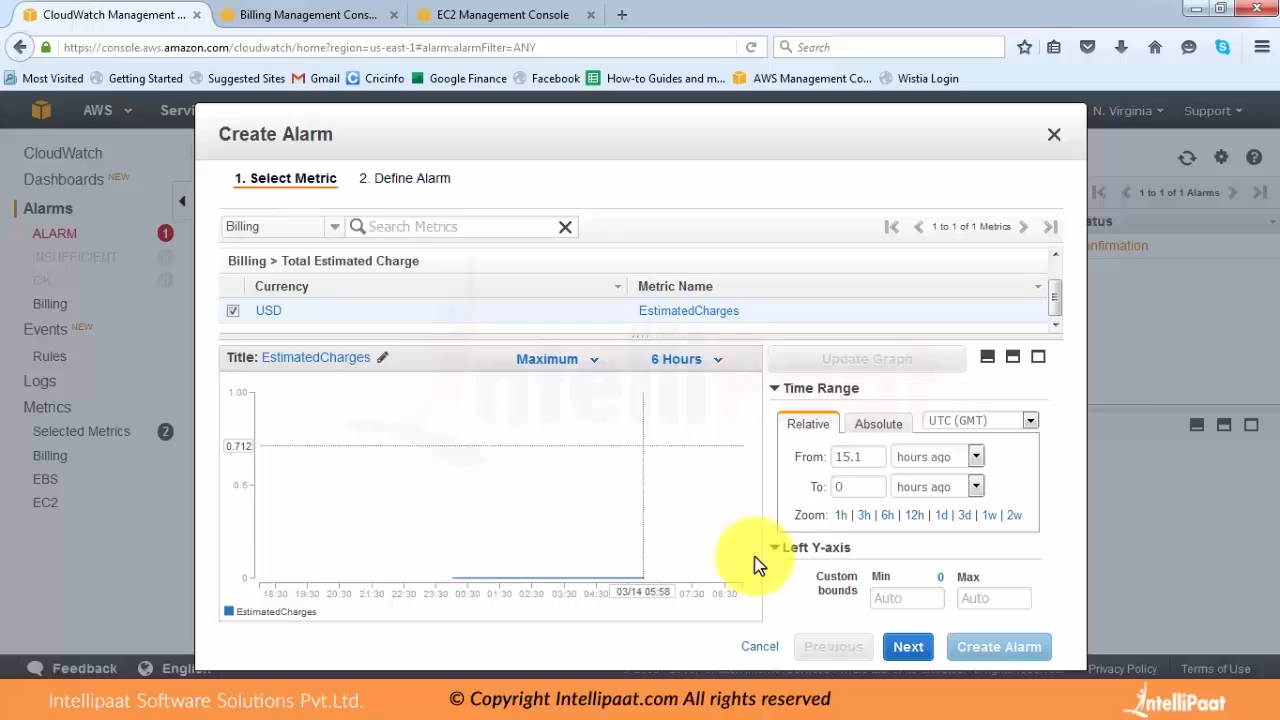 CloudWatch Management ...
Billing Management Cons...
EC2 Management Console
https://console.aws.amazon.com/cloudwatch/home?region=us-east-1#alarm:alarmFilter=ANY
Search
Most Visited
Getting Started
Suggested Sites
Gmail
Cricinfo
Google Finance
Facebook
How-to Guides and m...
AWS Management Co...
Wistia Login
AWS
Servi
N. Virginia
Support
CloudWatch
Dashboards NEW
Alarms
ALARM 1
INSUFFICIENT
OK
Billing
Events NEW
Rules
Logs
Metrics
Selected Metrics 2
Billing
EBS
EC2
Create Alarm
1. Select Metric
2. Define Alarm
Billing
Search Metrics
1 to 1 of 1 Metrics
Billing > Total Estimated Charge
Currency
Metric Name
USD
EstimatedCharges
Title: EstimatedCharges
Maximum
6 Hours
Update Graph
1.00
0.712
0.5
0
18:30 19:30 20:30 21:30 22:30 23:30 00:30 01:30 02:30 03:30 04:30 03/14 05:58 07:30 08:30
EstimatedCharges
Time Range
Relative
Absolute
UTC (GMT)
From: 15.1 hours ago
To: 0 hours ago
Zoom: 1h | 3h | 6h | 12h | 1d | 3d | 1w | 2w
Left Y-axis
Custom bounds
Min 0 Max
Auto
Auto
Cancel
Previous
Next
Create Alarm
1 to 1 of 1 Alarms
atus
nfirmation
Feedback
Englis
Privacy Policy
Terms of Use
Intellipaat Software Solutions Pvt.Ltd.
© Copyright Intellipaat.com All rights reserved
IntelliPaat